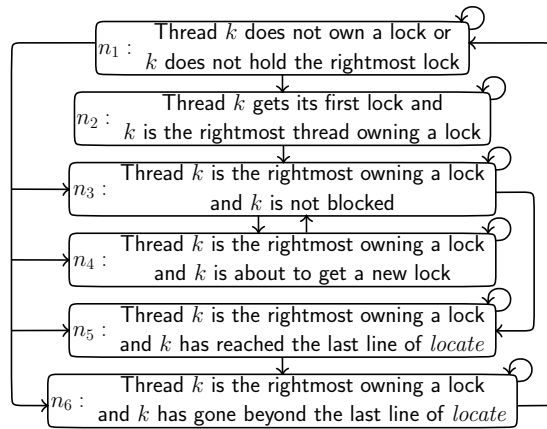 n1 : Thread k does not own a lock or
k does not hold the rightmost lock
n2 : Thread k gets its first lock and
k is the rightmost thread owning a lock
n3 : Thread k is the rightmost owning a lock
and k is not blocked
n4 : Thread k is the rightmost owning a lock
and k is about to get a new lock
n5 : Thread k is the rightmost owning a lock
and k has reached the last line of locate
n6 : Thread k is the rightmost owning a lock
and k has gone beyond the last line of locate